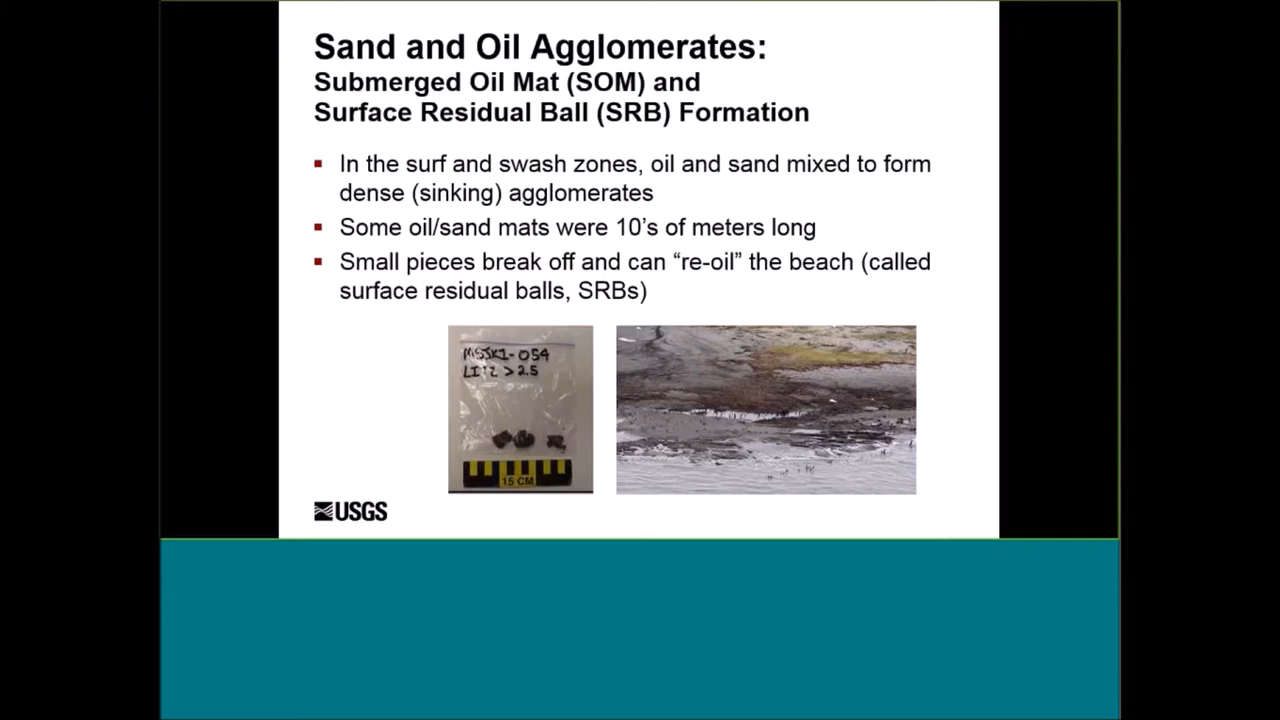 Sand and Oil Agglomerates:
Submerged Oil Mat (SOM) and
Surface Residual Ball (SRB) Formation
▪ In the surf and swash zones, oil and sand mixed to form
dense (sinking) agglomerates
▪ Some oil/sand mats were 10’s of meters long
▪ Small pieces break off and can “re-oil” the beach (called
surface residual balls, SRBs)
-054
> 2.5
15 CM
USGS